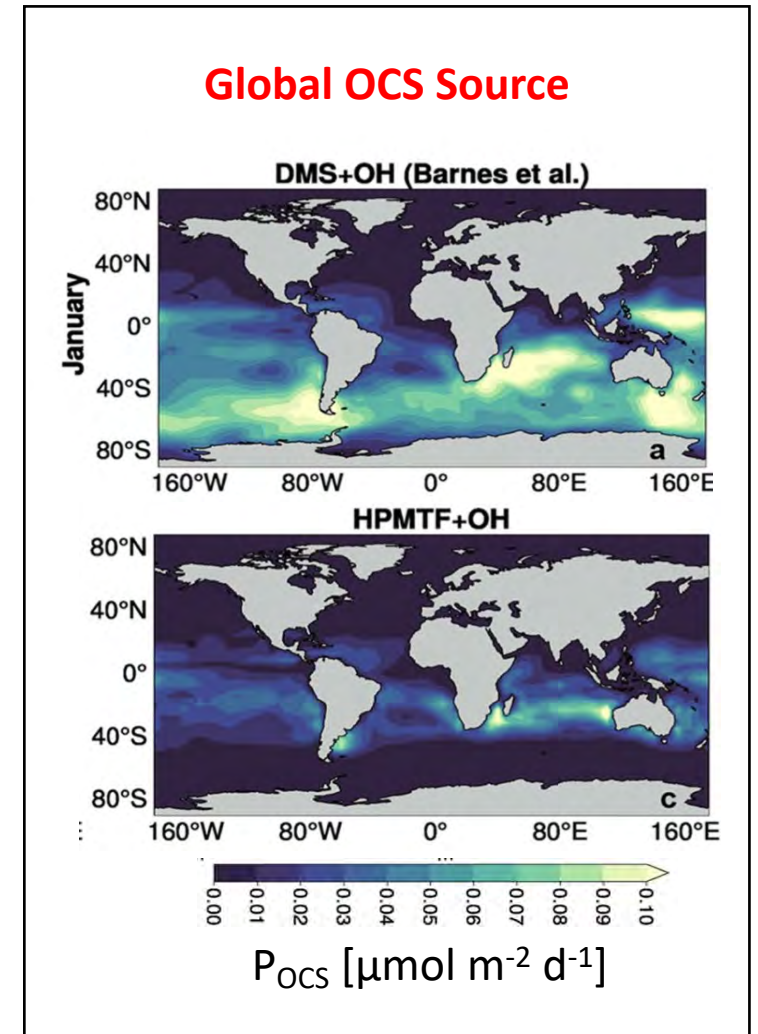 Global OCS Source
DMS+OH (Barnes et al.)
January
80°N
40°N
0°
40°S
80°S
a
160°W 80°W 0° 80°E 160°E
HPMTF+OH
80°N
40°N
0°
40°S
80°S
c
160°W 80°W 0° 80°E 160°E
0.00 0.01 0.02 0.03 0.04 0.05 0.06 0.07 0.08 0.09 0.10
P_OCS [µmol m⁻² d⁻¹]